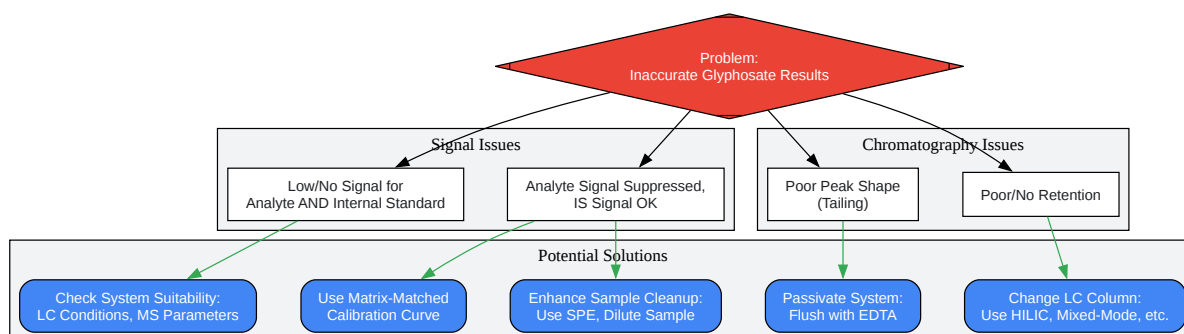 Problem:
Inaccurate Glyphosate Results
Signal Issues
Chromatography Issues
Low/No Signal for
Analyte AND Internal Standard
Analyte Signal Suppressed,
IS Signal OK
Poor Peak Shape
(Tailing)
Poor/No Retention
Potential Solutions
Check System Suitability:
LC Conditions, MS Parameters
Use Matrix-Matched
Calibration Curve
Enhance Sample Cleanup:
Use SPE, Dilute Sample
Passivate System:
Flush with EDTA
Change LC Column:
Use HILIC, Mixed-Mode, etc.